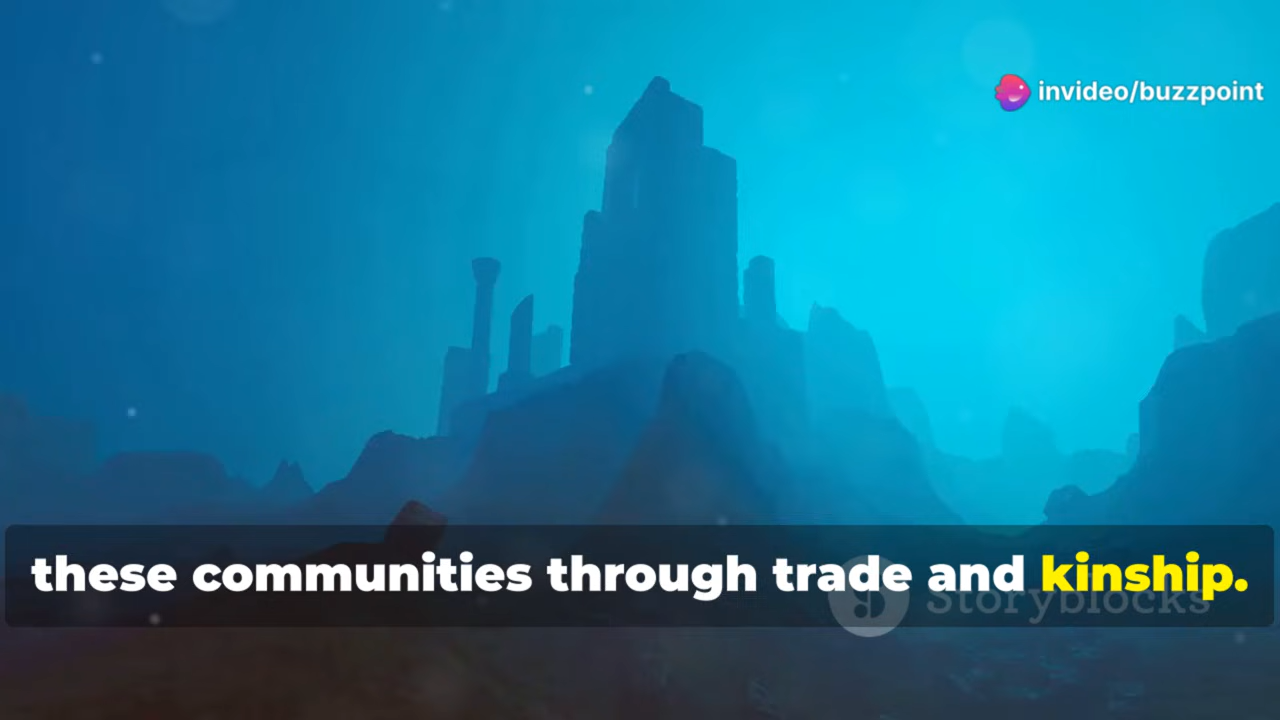 invideo/buzzpoint
these communities through trade and kinship.
Storyblocks